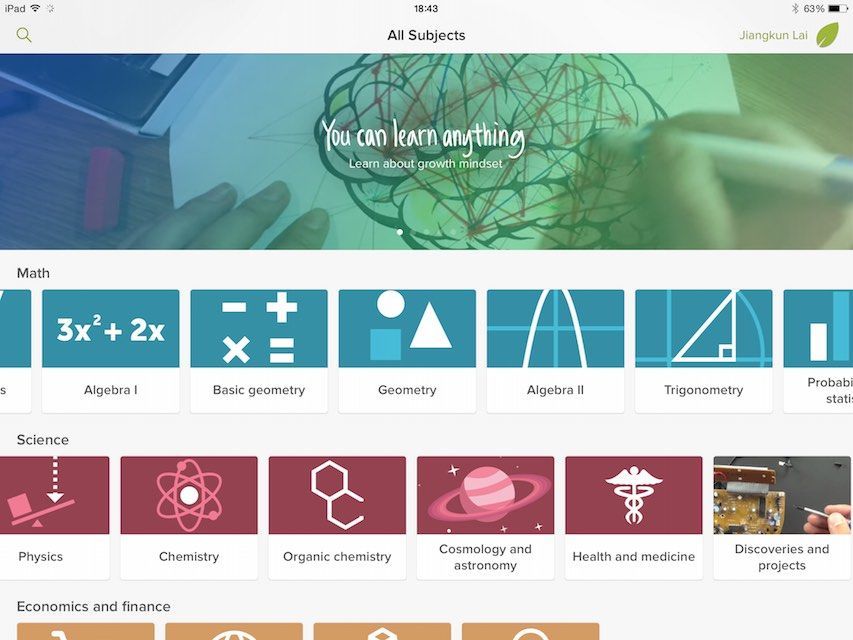 iPad 18:43 63%
All Subjects
Jiangkun Lai
You can learn anything
Learn about growth mindset
Math
3x²+ 2x
Algebra I
Basic geometry
Geometry
Algebra II
Trigonometry
Science
Physics
Chemistry
Organic chemistry
Cosmology and
astronomy
Health and medicine
Discoveries and
projects
Economics and finance